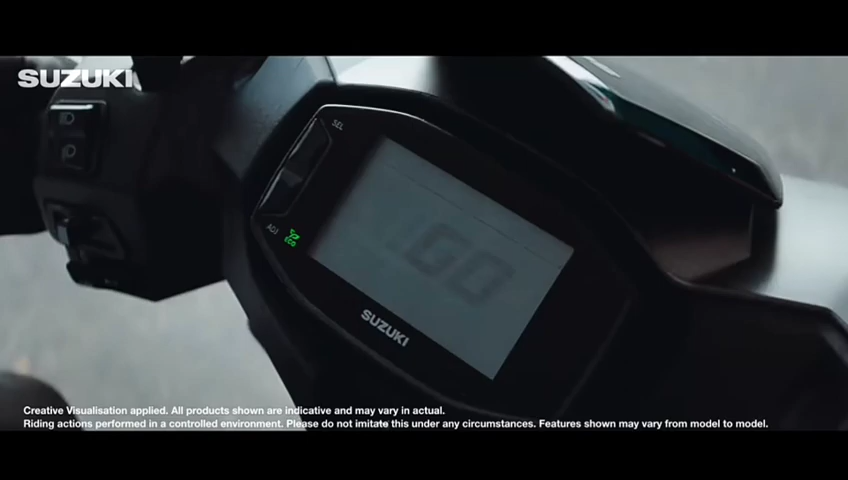 SUZUKI
SEL
ADJ
ECO
GO
SUZUKI
Creative Visualisation applied. All products shown are indicative and may vary in actual.
Riding actions performed in a controlled environment. Please do not imitate this under any circumstances. Features shown may vary from model to model.